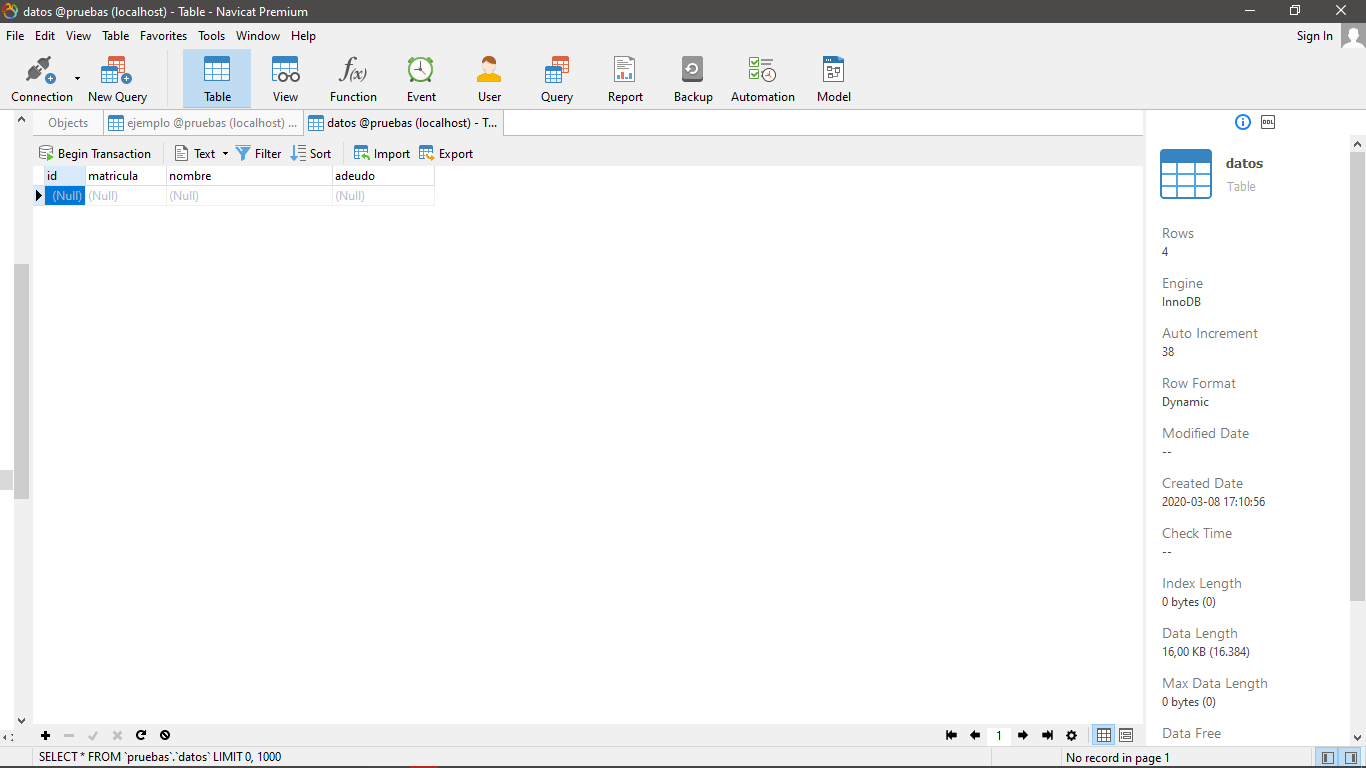 datos @pruebas (localhost) - Table - Navicat Premium
File Edit View Table Favorites Tools Window Help Sign In
Connection New Query Table View Function Event User Query Report Backup Automation Model
f(x)
Objects ejemplo @pruebas (localhost) ... datos @pruebas (localhost) - T...
DDL
Begin Transaction Text Filter Sort Import Export
id matricula nombre adeudo
(Null) (Null) (Null) (Null)
datos
Table
Rows
4
Engine
InnoDB
Auto Increment
38
Row Format
Dynamic
Modified Date
--
Created Date
2020-03-08 17:10:56
Check Time
--
Index Length
0 bytes (0)
Data Length
16,00 KB (16.384)
Max Data Length
0 bytes (0)
Data Free
1
SELECT * FROM `pruebas`.`datos` LIMIT 0, 1000 No record in page 1